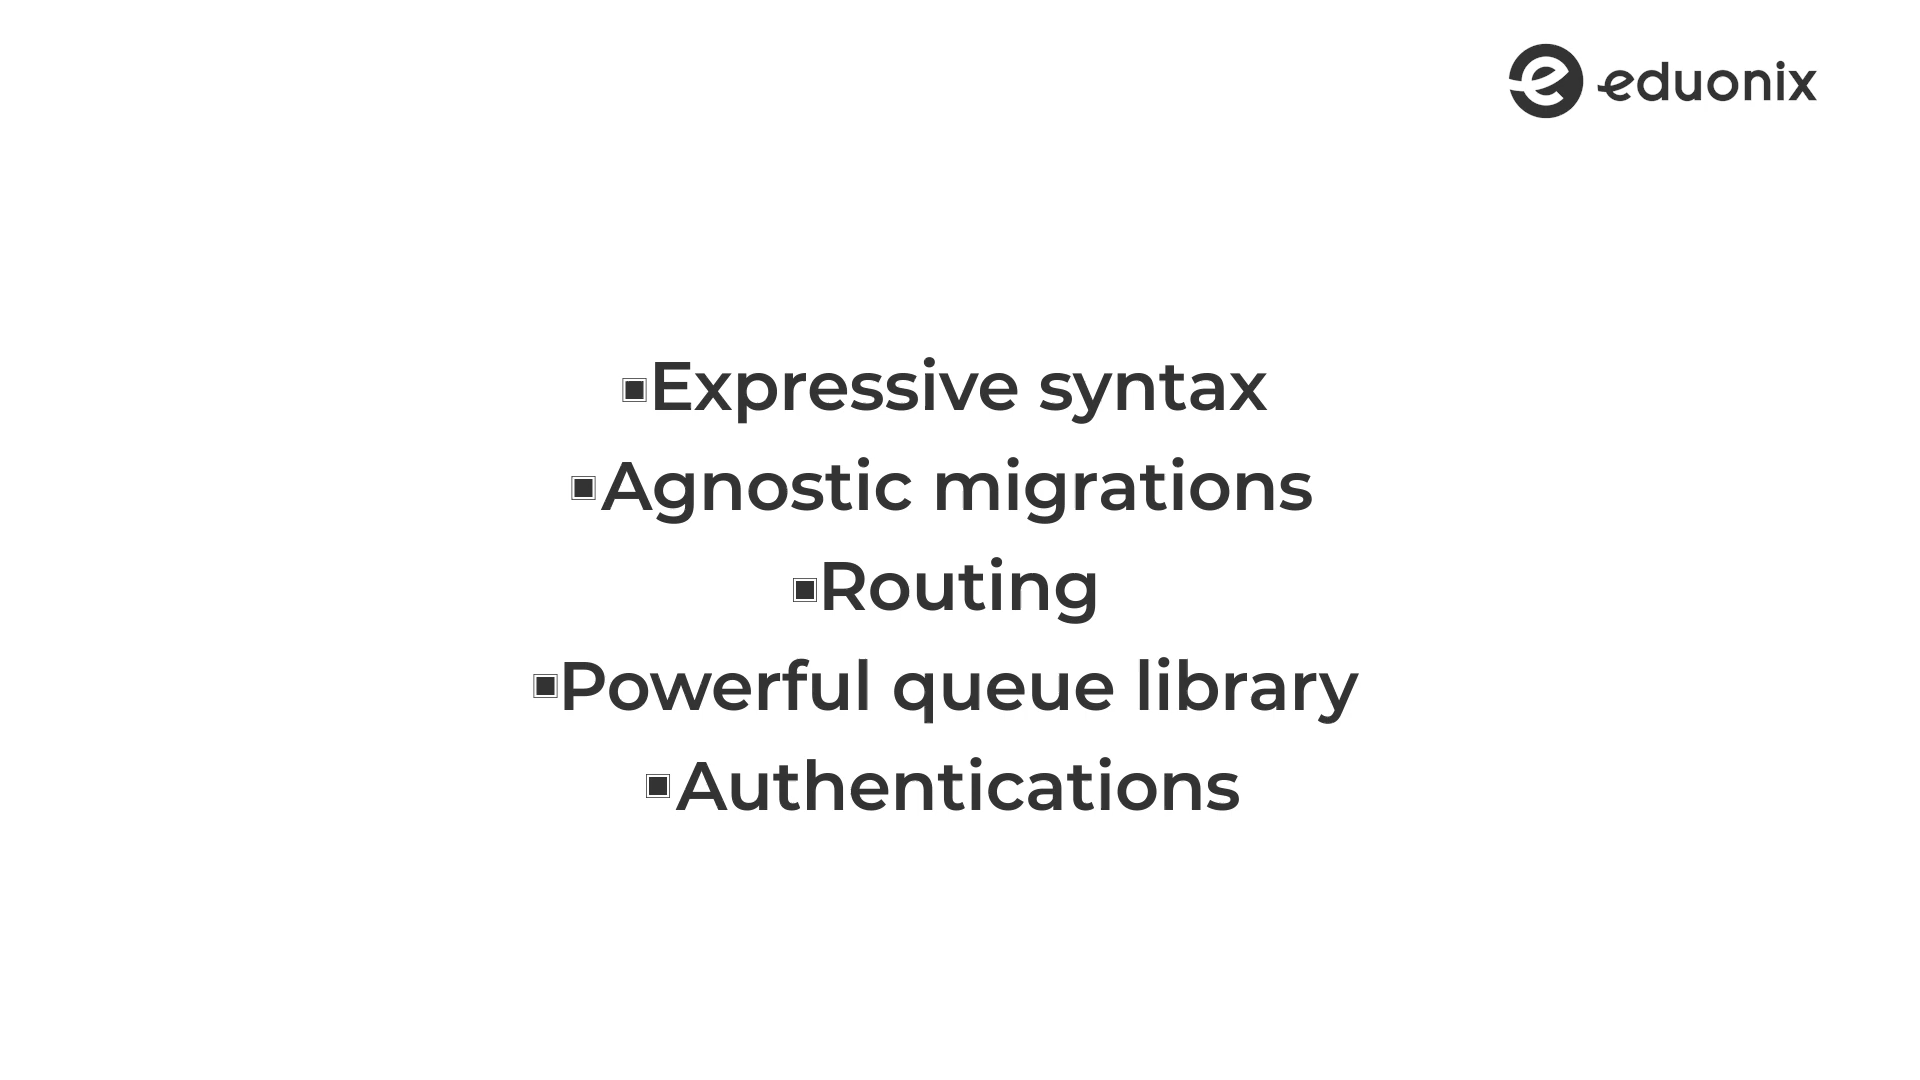 eduonix
▣Expressive syntax
▣Agnostic migrations
▣Routing
▣Powerful queue library
▣Authentications